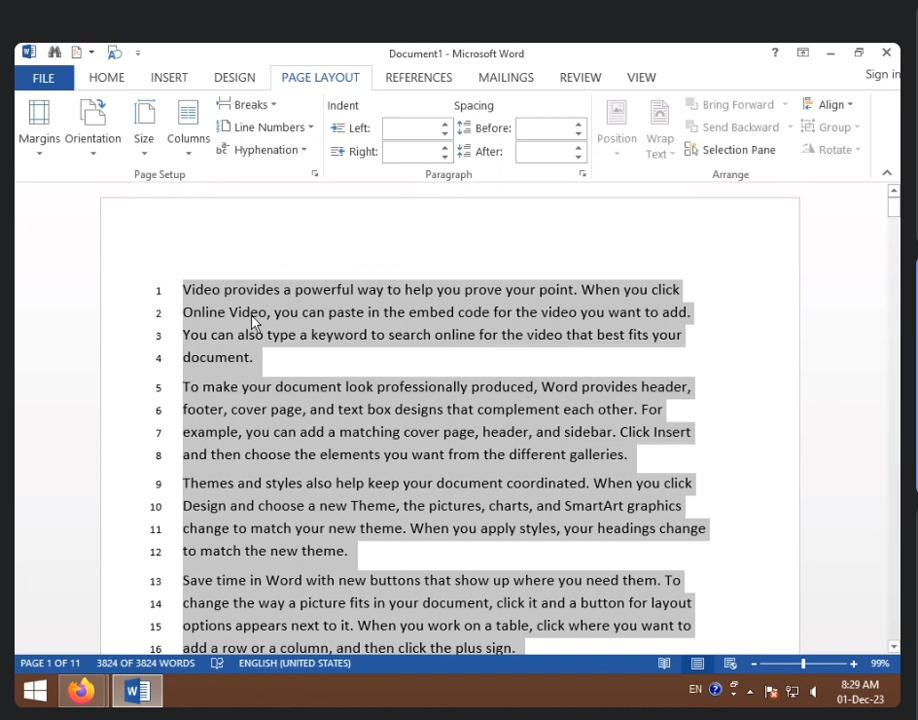 Document1 - Microsoft Word
?
FILE HOME INSERT DESIGN PAGE LAYOUT REFERENCES MAILINGS REVIEW VIEW Sign in
Margins Orientation Size Columns
Breaks
Line Numbers
Hyphenation
Page Setup
Indent Spacing
Left: Before:
Right: After:
Paragraph
Position Wrap Text
Bring Forward
Send Backward
Selection Pane
Align
Group
Rotate
Arrange
1 Video provides a powerful way to help you prove your point. When you click
2 Online Video, you can paste in the embed code for the video you want to add.
3 You can also type a keyword to search online for the video that best fits your
4 document.
5 To make your document look professionally produced, Word provides header,
6 footer, cover page, and text box designs that complement each other. For
7 example, you can add a matching cover page, header, and sidebar. Click Insert
8 and then choose the elements you want from the different galleries.
9 Themes and styles also help keep your document coordinated. When you click
10 Design and choose a new Theme, the pictures, charts, and SmartArt graphics
11 change to match your new theme. When you apply styles, your headings change
12 to match the new theme.
13 Save time in Word with new buttons that show up where you need them. To
14 change the way a picture fits in your document, click it and a button for layout
15 options appears next to it. When you work on a table, click where you want to
16 add a row or a column, and then click the plus sign.
PAGE 1 OF 11 3824 OF 3824 WORDS ENGLISH (UNITED STATES) 99%
EN 8:29 AM
01-Dec-23